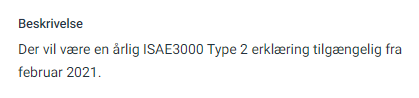 Beskrivelse
Der vil være en årlig ISAE3000 Type 2 erklæring tilgængelig fra
februar 2021.